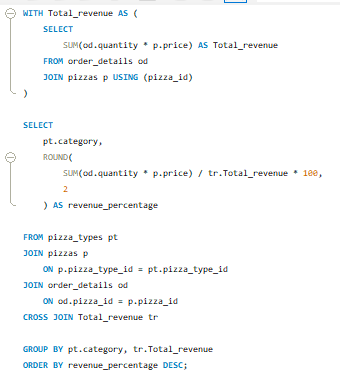 WITH Total_revenue AS (
SELECT
SUM(od.quantity * p.price) AS Total_revenue
FROM order_details od
JOIN pizzas p USING (pizza_id)
)
SELECT
pt.category,
ROUND(
SUM(od.quantity * p.price) / tr.Total_revenue * 100,
2
) AS revenue_percentage
FROM pizza_types pt
JOIN pizzas p
ON p.pizza_type_id = pt.pizza_type_id
JOIN order_details od
ON od.pizza_id = p.pizza_id
CROSS JOIN Total_revenue tr
GROUP BY pt.category, tr.Total_revenue
ORDER BY revenue_percentage DESC;